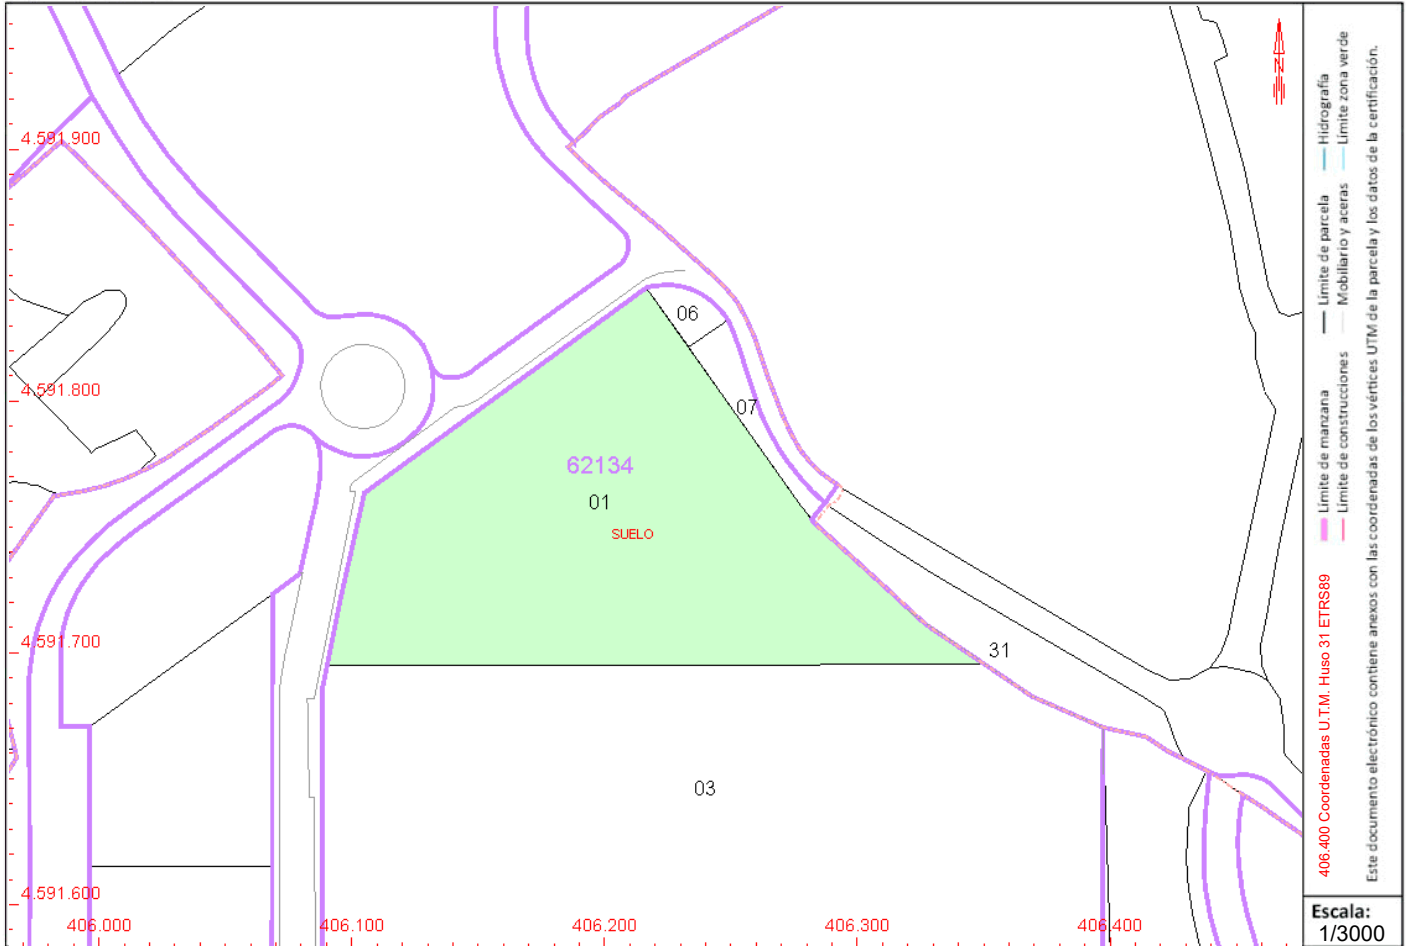 4.591.900
4.591.800
4.591.700
4.591.600
406.000
406.100
406.200
406.300
406.400
06
07
62134
01
SUELO
31
03
N
406.400 Coordenadas U.T.M. Huso 31 ETRS89
Limite de manzana
Limite de construcciones
Límite de parcela
Mobiliario y aceras
Hidrografía
Límite zona verde
Este documento electrónico contiene anexos con las coordenadas de los vértices UTM de la parcela y los datos de la certificación.
Escala:
1/3000